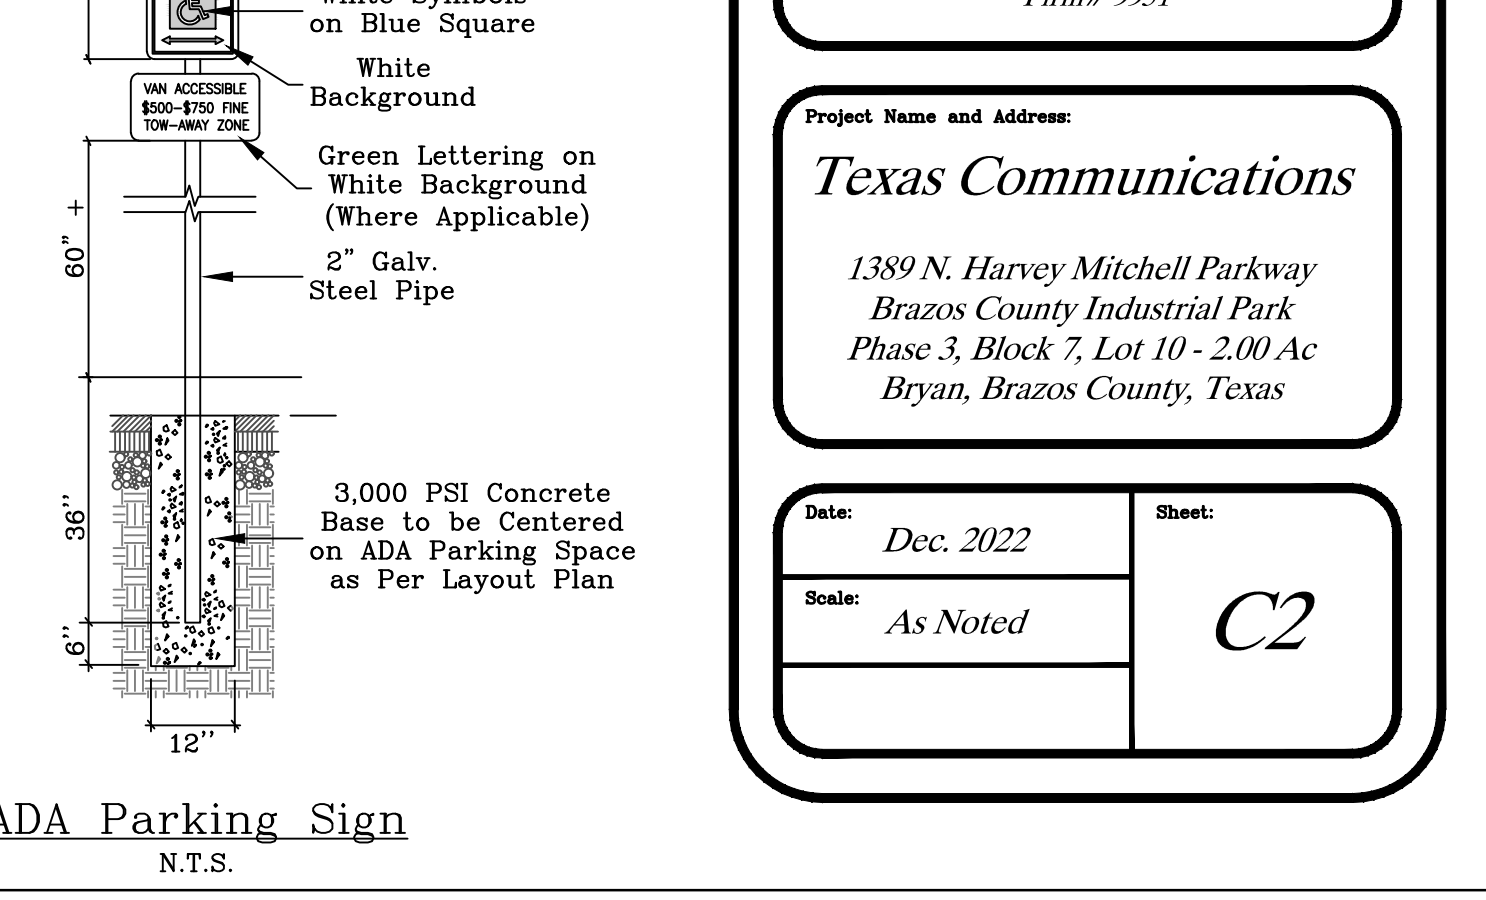 White Symbols
on Blue Square
White
Background
VAN ACCESSIBLE
$500-$750 FINE
TOW-AWAY ZONE
Green Lettering on
White Background
(Where Applicable)
60" +
2" Galv.
Steel Pipe
36"
3,000 PSI Concrete
Base to be Centered
on ADA Parking Space
as Per Layout Plan
6"
12"
ADA Parking Sign
N.T.S.
Firm# 9951
Project Name and Address:
Texas Communications
1389 N. Harvey Mitchell Parkway
Brazos County Industrial Park
Phase 3, Block 7, Lot 10 - 2.00 Ac
Bryan, Brazos County, Texas
Date:
Dec. 2022
Scale:
As Noted
Sheet:
C2